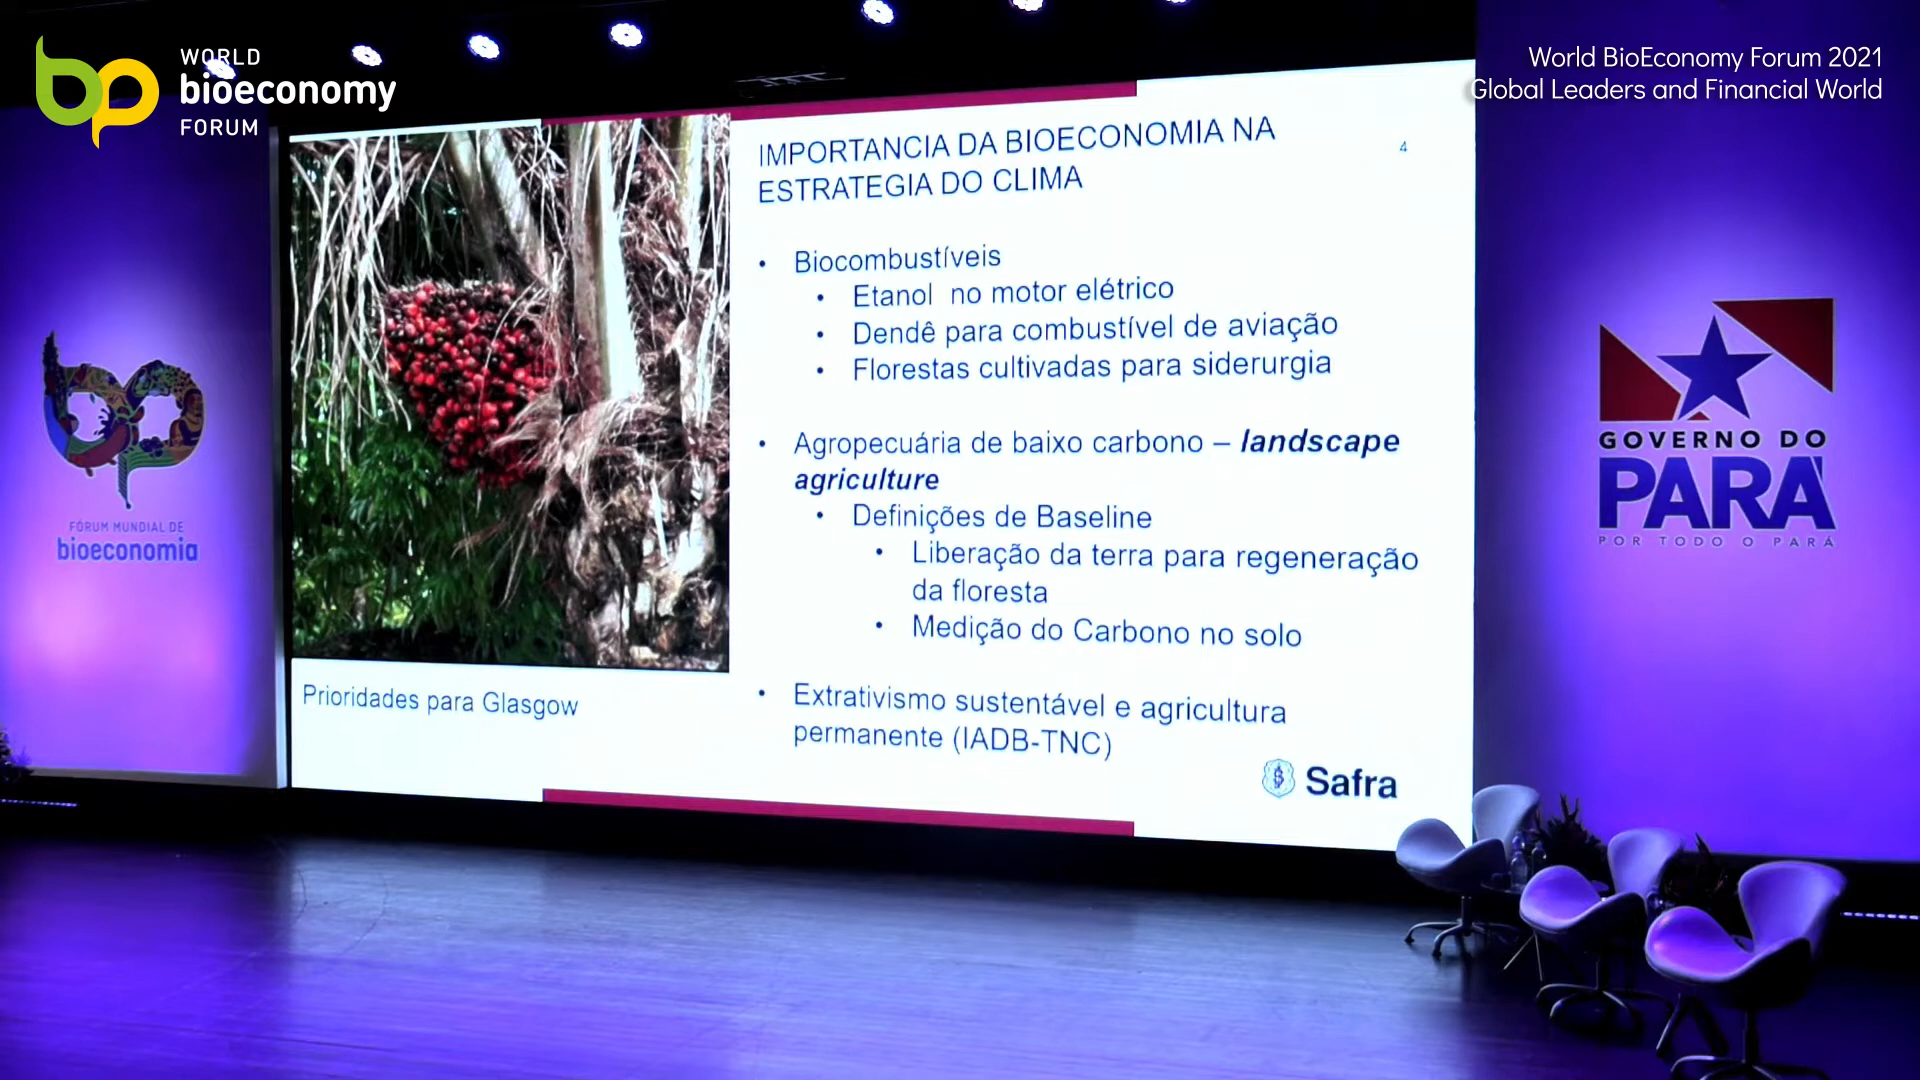 WORLD
bioeconomy
FORUM
World BioEconomy Forum 2021
Global Leaders and Financial World
IMPORTANCIA DA BIOECONOMIA NA
ESTRATEGIA DO CLIMA
4
• Biocombustíveis
• Etanol no motor elétrico
• Dendê para combustível de aviação
• Florestas cultivadas para siderurgia
• Agropecuária de baixo carbono – landscape
agriculture
• Definições de Baseline
• Liberação da terra para regeneração
da floresta
• Medição do Carbono no solo
• Extrativismo sustentável e agricultura
permanente (IADB-TNC)
Prioridades para Glasgow
Safra
FÓRUM MUNDIAL DE
bioeconomia
GOVERNO DO
PARÁ
POR TODO O PARÁ